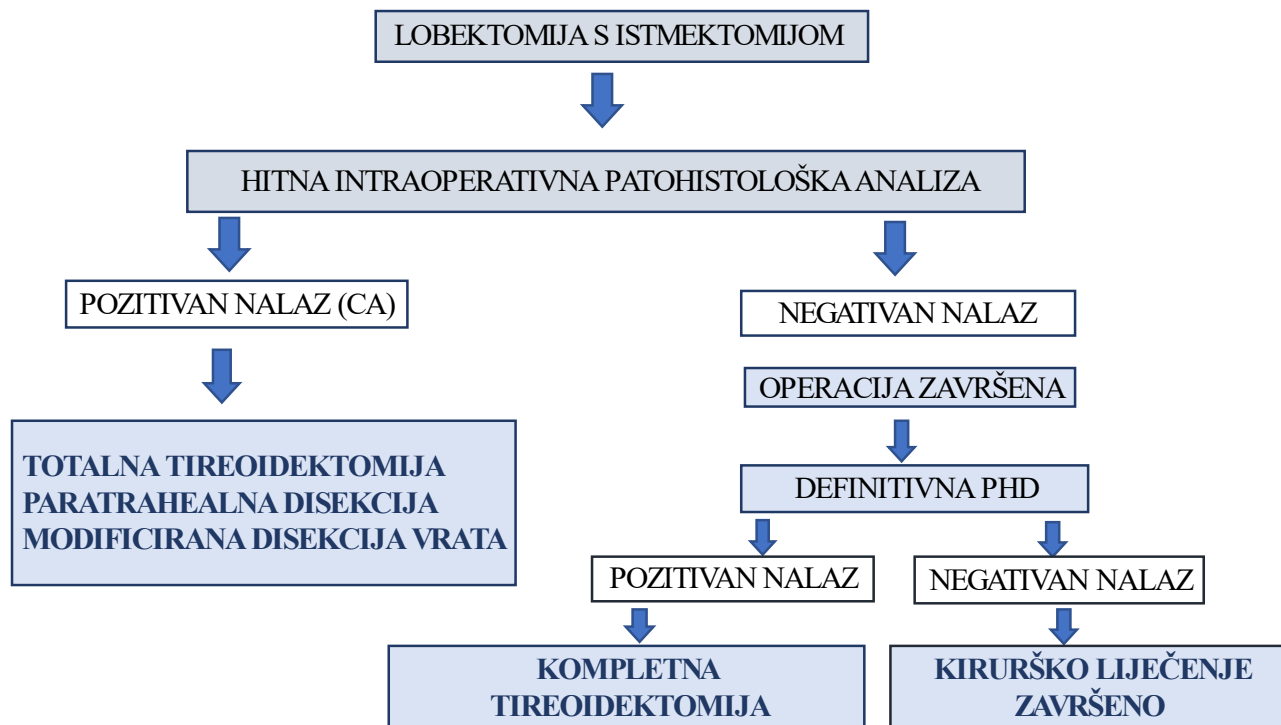 LOBEKTOMIJA S ISTMEKTOMIJOM
HITNA INTRAOPERATIVNA PATOHISTOLOŠKA ANALIZA
POZITIVAN NALAZ (CA)
NEGATIVAN NALAZ
OPERACIJA ZAVRŠENA
TOTALNA TIREOIDEKTOMIJA
PARATRAHEALNA DISEKCIJA
MODIFICIRANA DISEKCIJA VRATA
DEFINITIVNA PHD
POZITIVAN NALAZ
NEGATIVAN NALAZ
KOMPLETNA
TIREOIDEKTOMIJA
KIRURŠKO LIJEČENJE
ZAVRŠENO